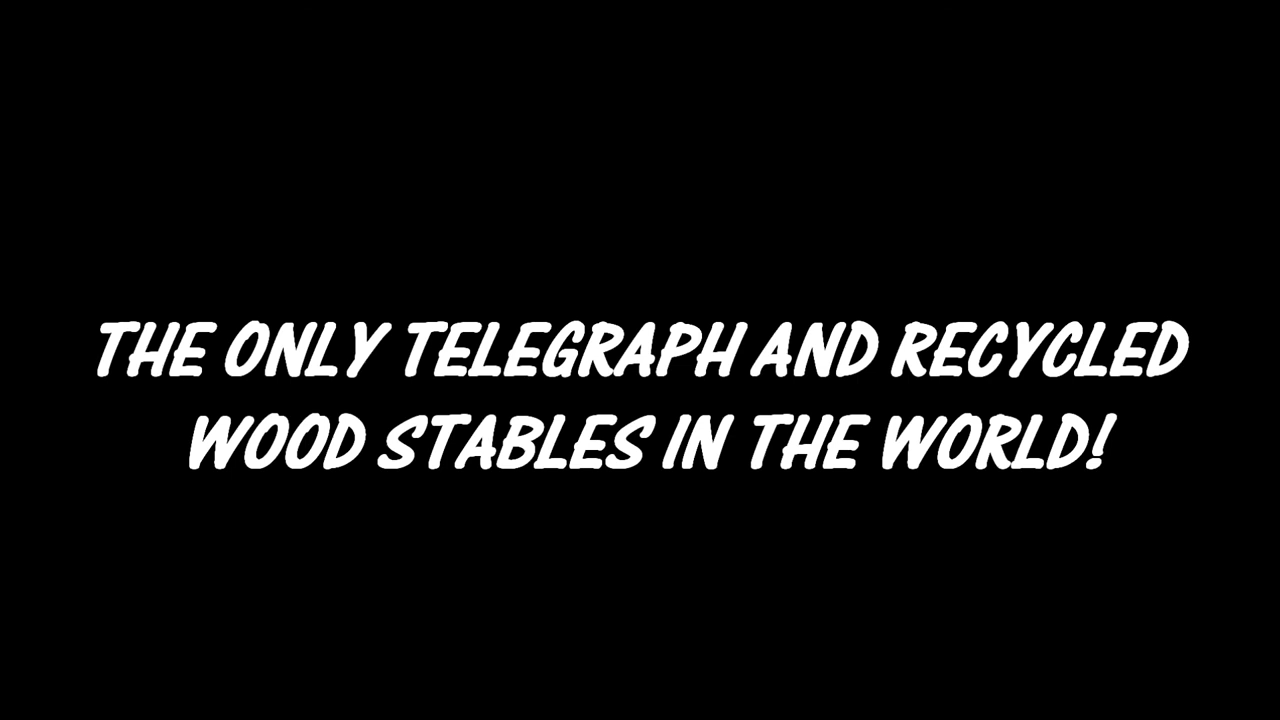 THE ONLY TELEGRAPH AND RECYCLED
WOOD STABLES IN THE WORLD!